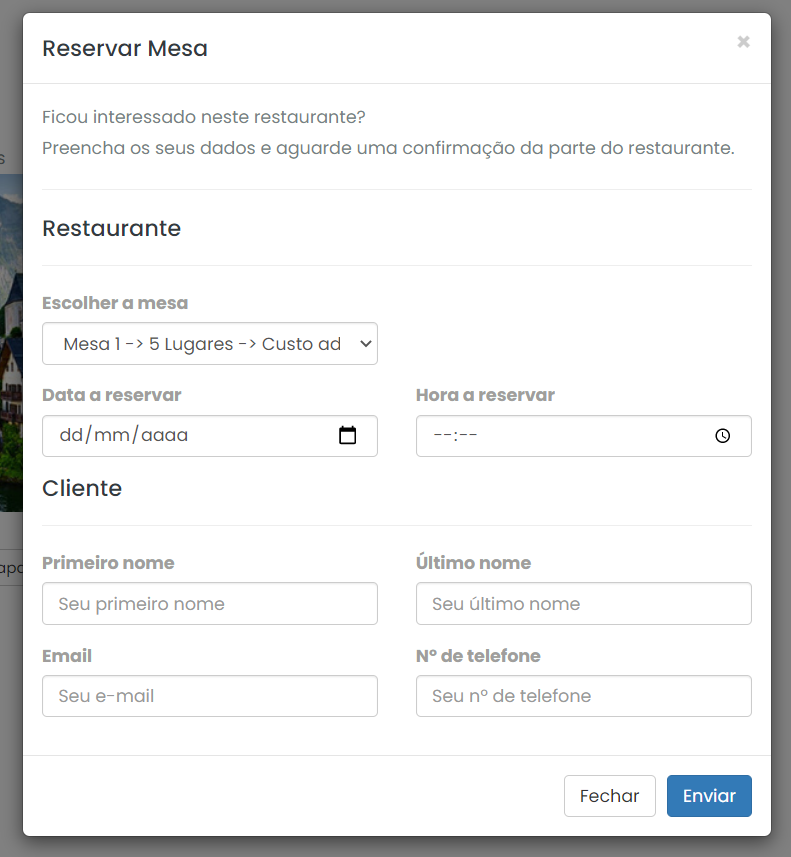 Reservar Mesa
×
Ficou interessado neste restaurante?
Preencha os seus dados e aguarde uma confirmação da parte do restaurante.
Restaurante
Escolher a mesa
Mesa 1 -> 5 Lugares -> Custo ad
Data a reservar Hora a reservar
dd/mm/aaaa --:--
Cliente
Primeiro nome Último nome
Seu primeiro nome Seu último nome
Email Nº de telefone
Seu e-mail Seu nº de telefone
Fechar Enviar